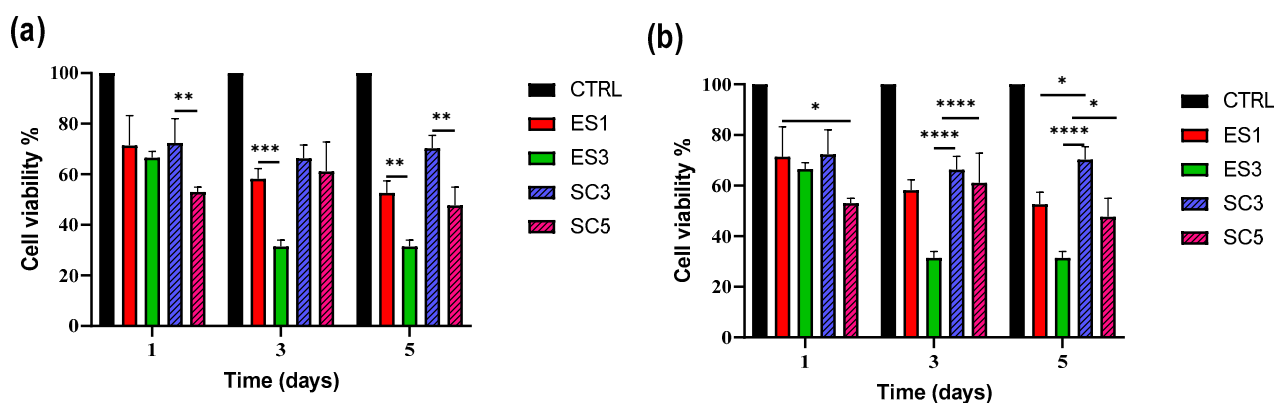 (a)
Cell viability %
100
80
60
40
20
0
**
***
**
**
1
3
5
Time (days)
CTRL
ES1
ES3
SC3
SC5
(b)
Cell viability %
100
80
60
40
20
0
*
****
****
*
*
****
1
3
5
Time (days)
CTRL
ES1
ES3
SC3
SC5